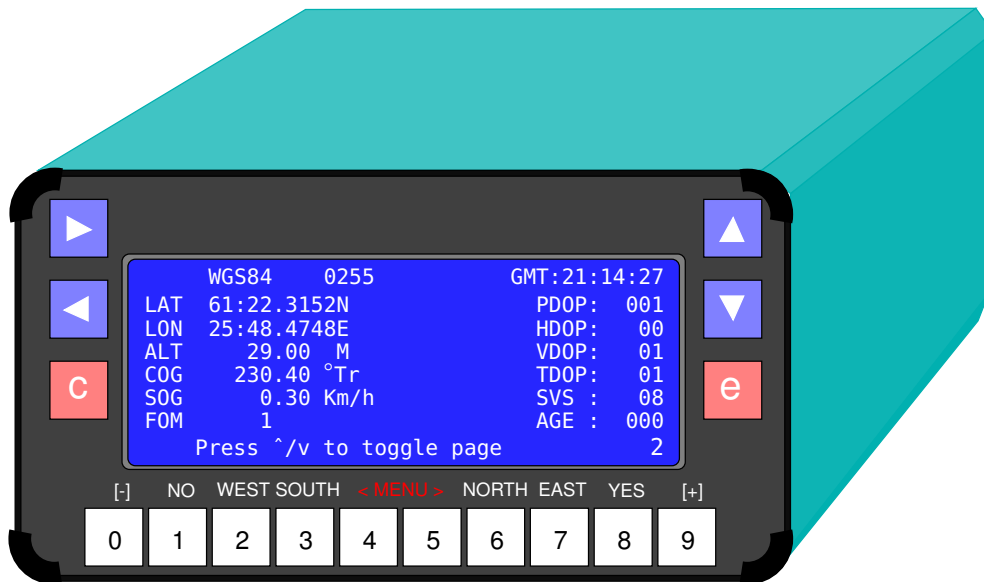 WGS84 0255 GMT:21:14:27
LAT 61:22.3152N PDOP: 001
LON 25:48.4748E HDOP: 00
ALT 29.00 M VDOP: 01
COG 230.40 °Tr TDOP: 01
SOG 0.30 Km/h SVS : 08
FOM 1 AGE : 000
Press ˆ/v to toggle page 2
c e
[-] NO WEST SOUTH < MENU > NORTH EAST YES [+]
0 1 2 3 4 5 6 7 8 9